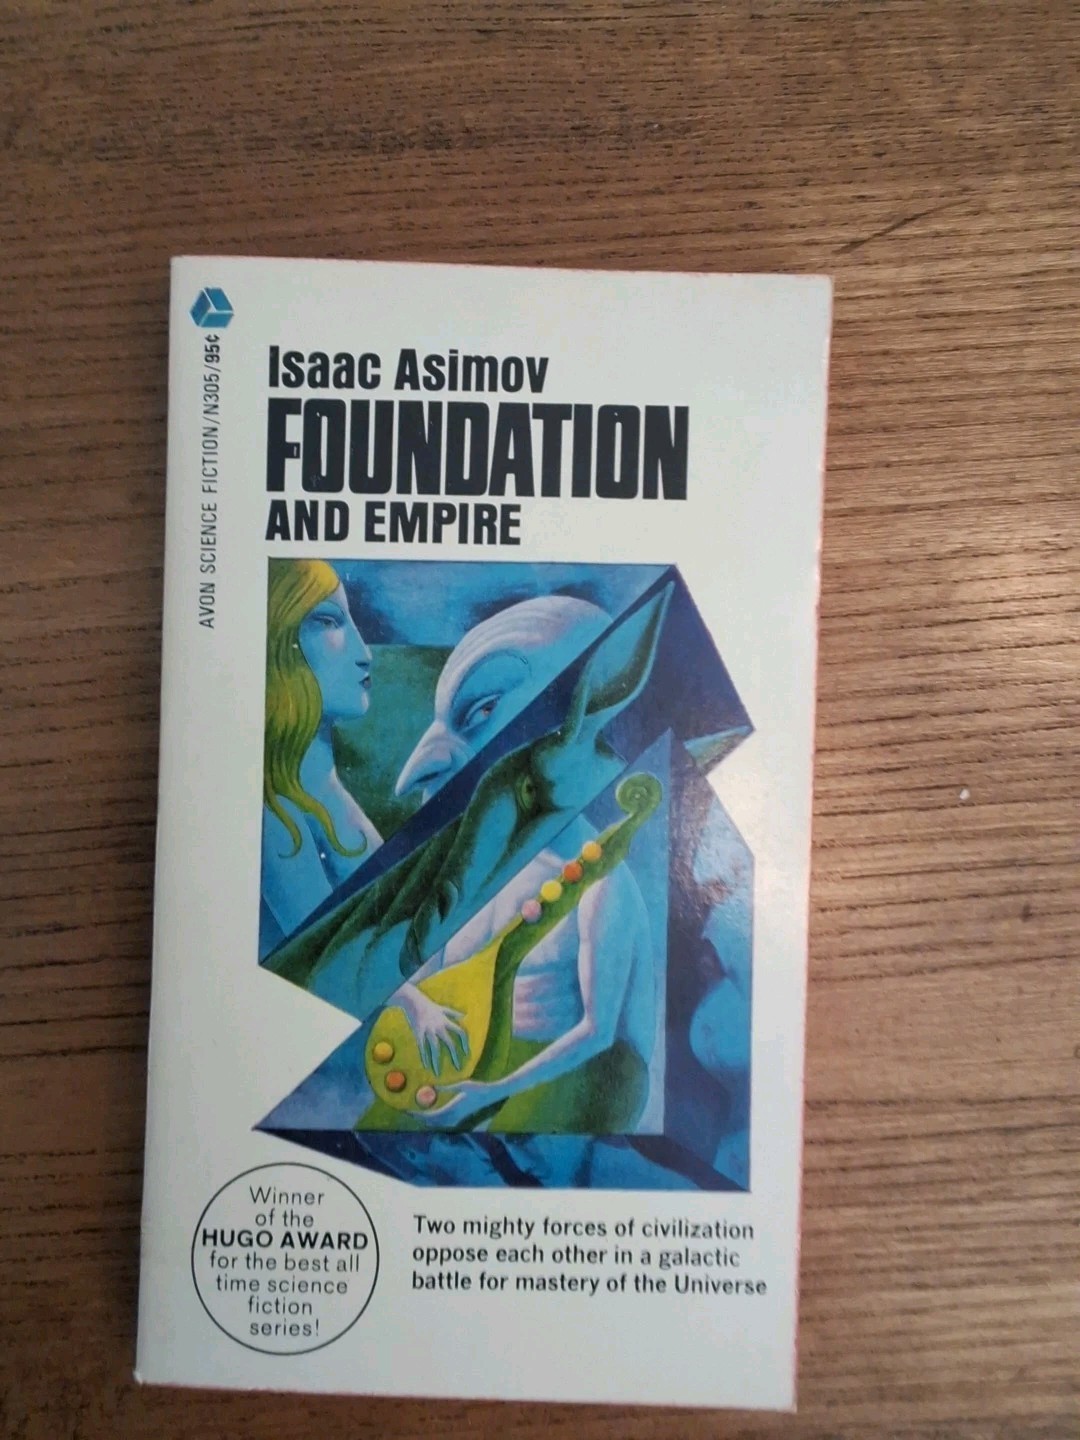 AVON SCIENCE FICTION/N305/95¢
Isaac Asimov
FOUNDATION
AND EMPIRE
Winner
of the
HUGO AWARD
for the best all
time science
fiction
series!
Two mighty forces of civilization
oppose each other in a galactic
battle for mastery of the Universe